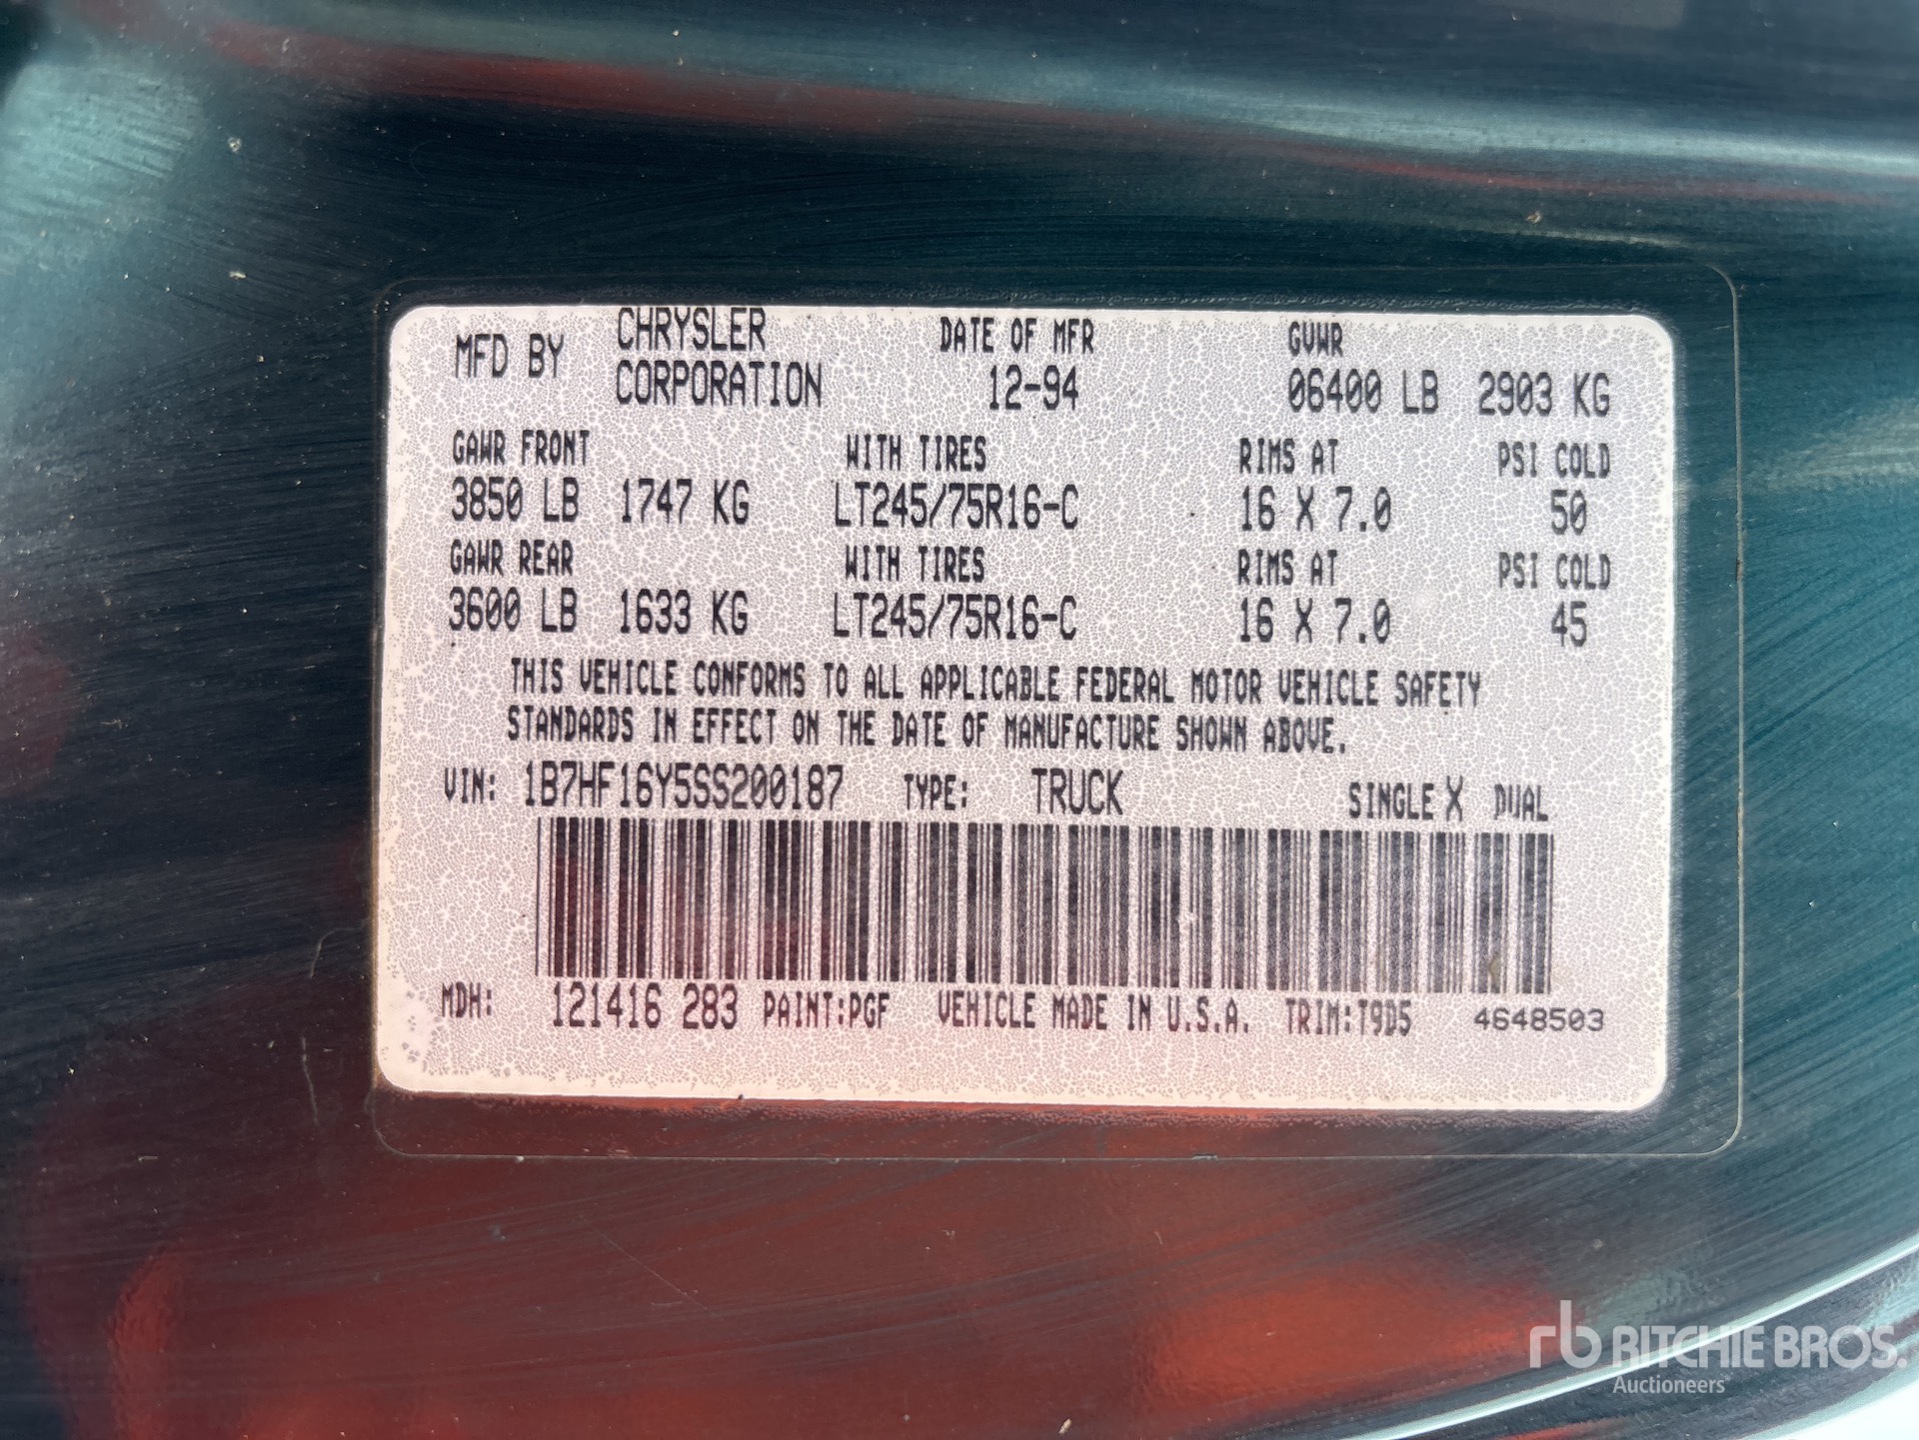 MFD BY CHRYSLER CORPORATION DATE OF MFR 12-94 GVWR 06400 LB 2903 KG
GAWR FRONT WITH TIRES RIMS AT PSI COLD
3850 LB 1747 KG LT245/75R16-C 16 X 7.0 50
GAWR REAR WITH TIRES RIMS AT PSI COLD
3600 LB 1633 KG LT245/75R16-C 16 X 7.0 45
THIS VEHICLE CONFORMS TO ALL APPLICABLE FEDERAL MOTOR VEHICLE SAFETY
STANDARDS IN EFFECT ON THE DATE OF MANUFACTURE SHOWN ABOVE.
VIN: 1B7HF16Y5SS200187 TYPE: TRUCK SINGLE X DUAL
MDH: 121416 283 PAINT:PGF VEHICLE MADE IN U.S.A. TRIM:T9D5 4648503
rb RITCHIE BROS.
Auctioneers